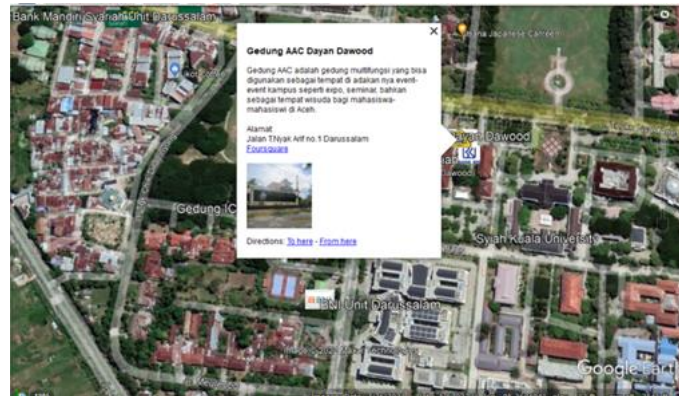 Bank Mandiri Syariah Unit Darussalam
Gedung AAC Dayan Dawood
Gedung AAC adalah gedung multifungsi yang bisa
digunakan sebagai tempat di adakan nya event-
event kampus seperti expo, seminar, bahkan
sebagai tempat wisuda bagi mahasiswa-
mahasiswi di Aceh.
Alamat
Jalan TNyak Arif no.1 Darussalam
Foursquare
Directions: To here - From here
Dayan Dawood
Gedung IC
Syiah Kuala University
BNI Unit Darussalam
Google Eart